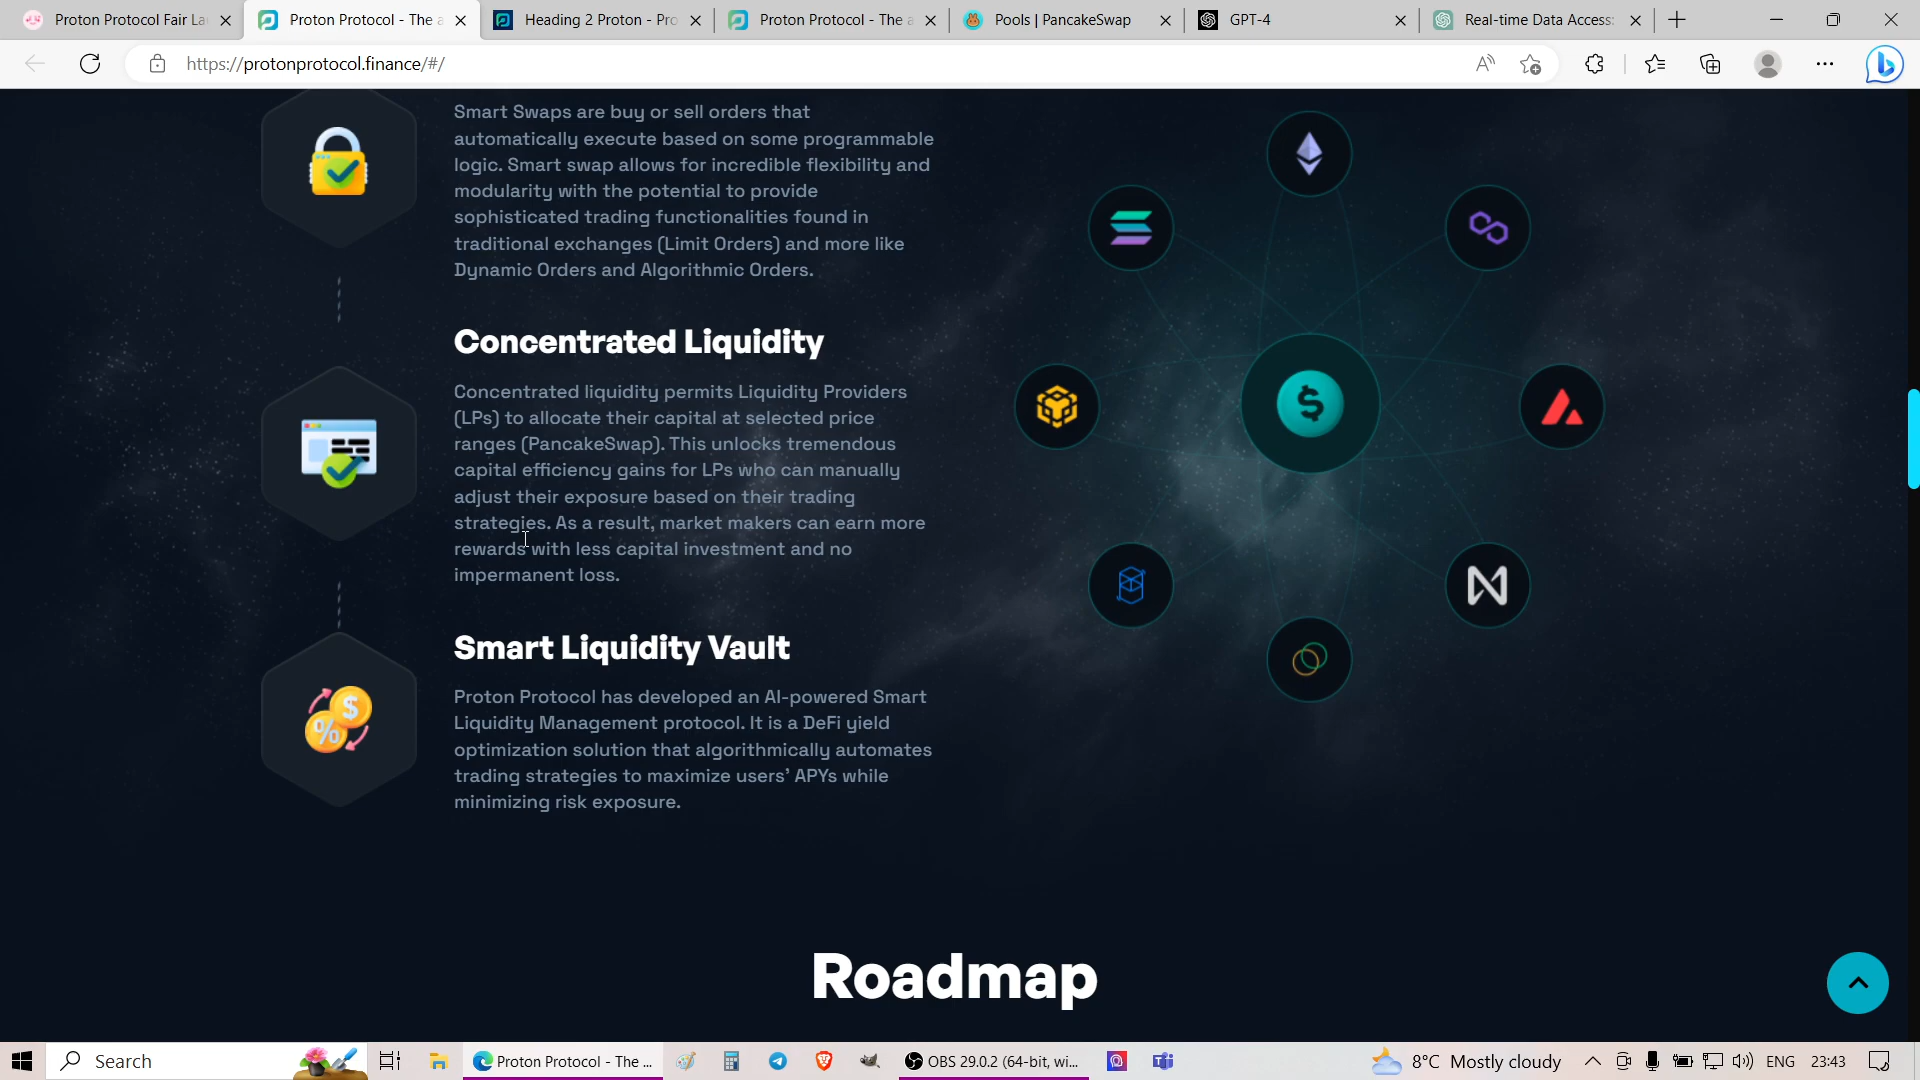 Proton Protocol Fair La
Proton Protocol - The a
Heading 2 Proton - Pro
Proton Protocol - The a
Pools | PancakeSwap
GPT-4
Real-time Data Access:
https://protonprotocol.finance/#/
Smart Swaps are buy or sell orders that
automatically execute based on some programmable
logic. Smart swap allows for incredible flexibility and
modularity with the potential to provide
sophisticated trading functionalities found in
traditional exchanges (Limit Orders) and more like
Dynamic Orders and Algorithmic Orders.
Concentrated Liquidity
Concentrated liquidity permits Liquidity Providers
(LPs) to allocate their capital at selected price
ranges (PancakeSwap). This unlocks tremendous
capital efficiency gains for LPs who can manually
adjust their exposure based on their trading
strategies. As a result, market makers can earn more
rewards with less capital investment and no
impermanent loss.
Smart Liquidity Vault
Proton Protocol has developed an AI-powered Smart
Liquidity Management protocol. It is a DeFi yield
optimization solution that algorithmically automates
trading strategies to maximize users' APYs while
minimizing risk exposure.
Roadmap
Search
Proton Protocol - The ...
OBS 29.0.2 (64-bit, wi...
8°C Mostly cloudy
ENG
23:43